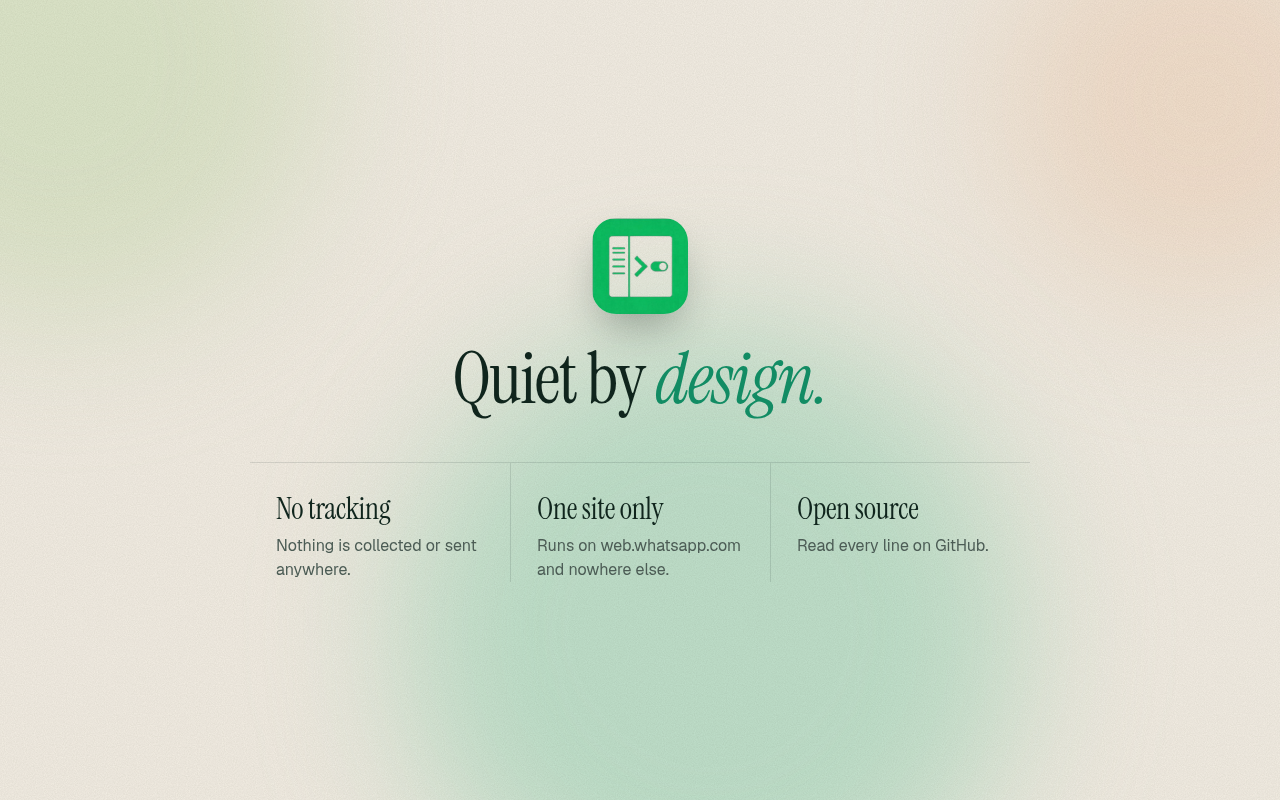 Quiet by design.
No tracking
Nothing is collected or sent
anywhere.
One site only
Runs on web.whatsapp.com
and nowhere else.
Open source
Read every line on GitHub.